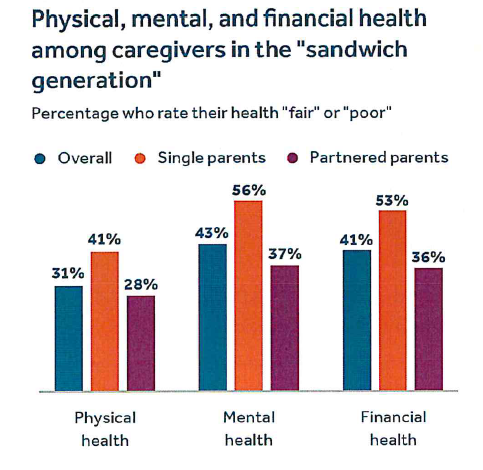 Physical, mental, and financial health
among caregivers in the "sandwich
generation"
Percentage who rate their health "fair" or "poor"
Overall Single parents Partnered parents
31% 41% 28%
43% 56% 37%
41% 53% 36%
Physical
health
Mental
health
Financial
health